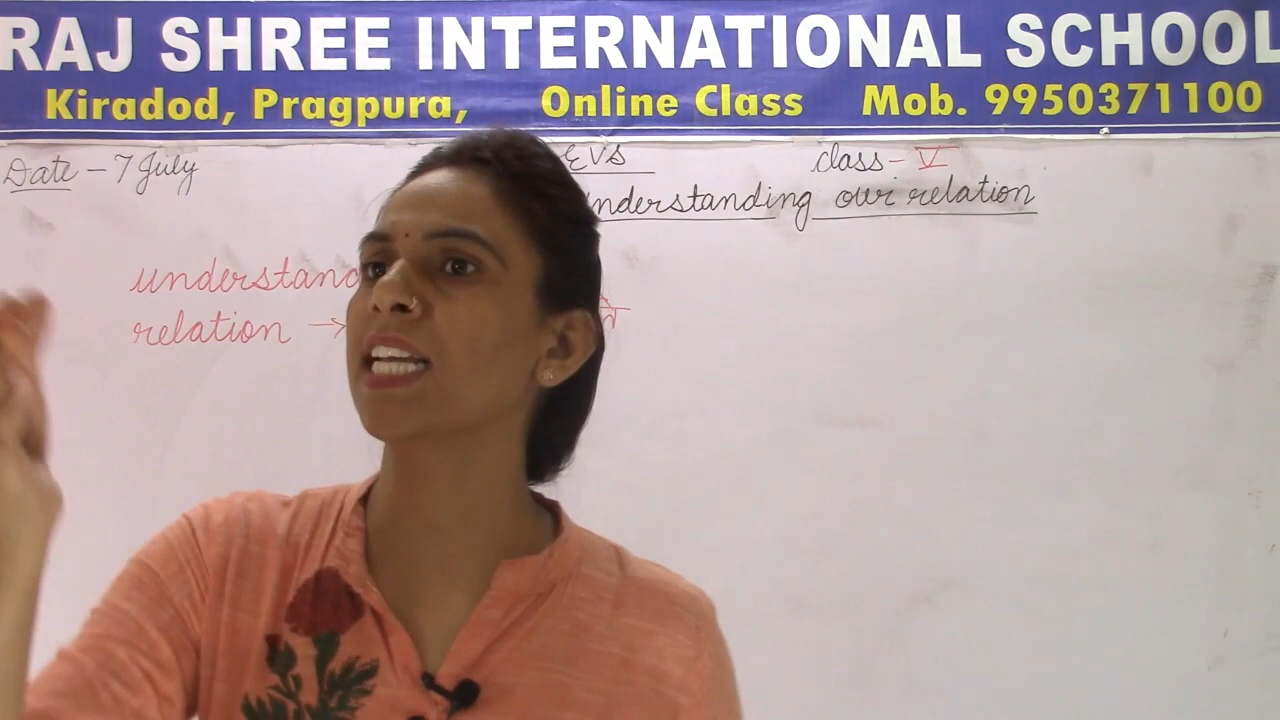 RAJ SHREE INTERNATIONAL SCHOOL
Kiradod, Pragpura, Online Class Mob. 9950371100
Date - 7 July EVS class - V
understanding our relation
understand
relation →